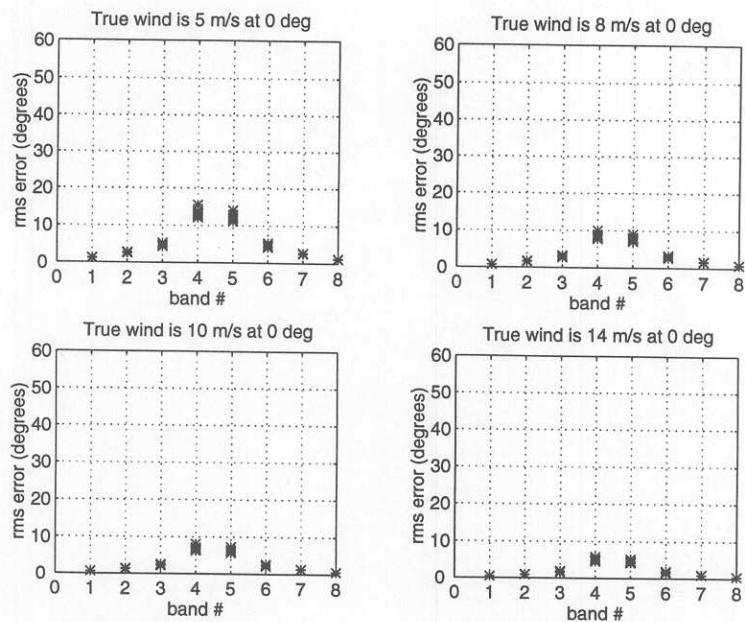 True wind is 5 m/s at 0 deg
60
50
40
30
20
10
0
rms error (degrees)
0 1 2 3 4 5 6 7 8
band #
True wind is 8 m/s at 0 deg
60
50
40
30
20
10
0
rms error (degrees)
0 1 2 3 4 5 6 7 8
band #
True wind is 10 m/s at 0 deg
60
50
40
30
20
10
0
rms error (degrees)
0 1 2 3 4 5 6 7 8
band #
True wind is 14 m/s at 0 deg
60
50
40
30
20
10
0
rms error (degrees)
0 1 2 3 4 5 6 7 8
band #